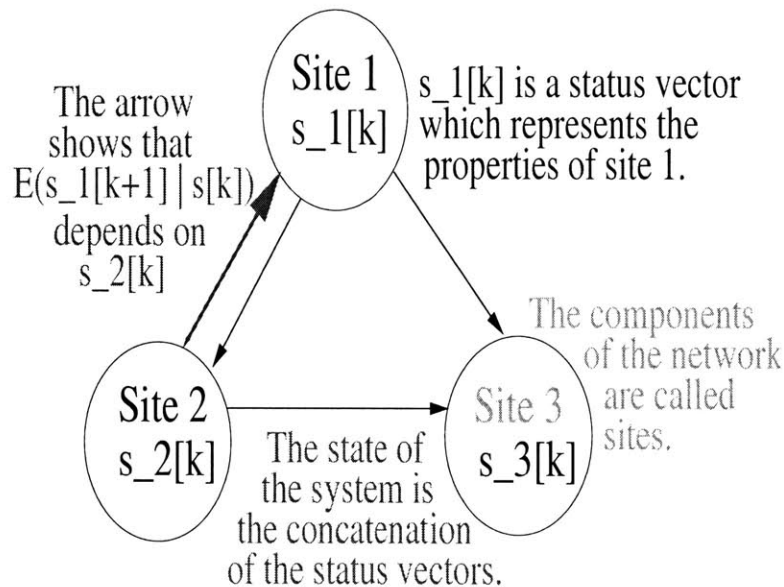 Site 1
s_1[k]
s_1[k] is a status vector
which represents the
properties of site 1.
The arrow
shows that
E(s_1[k+1] | s[k])
depends on
s_2[k]
The components
of the network
are called
sites.
Site 2
s_2[k]
Site 3
s_3[k]
The state of
the system is
the concatenation
of the status vectors.